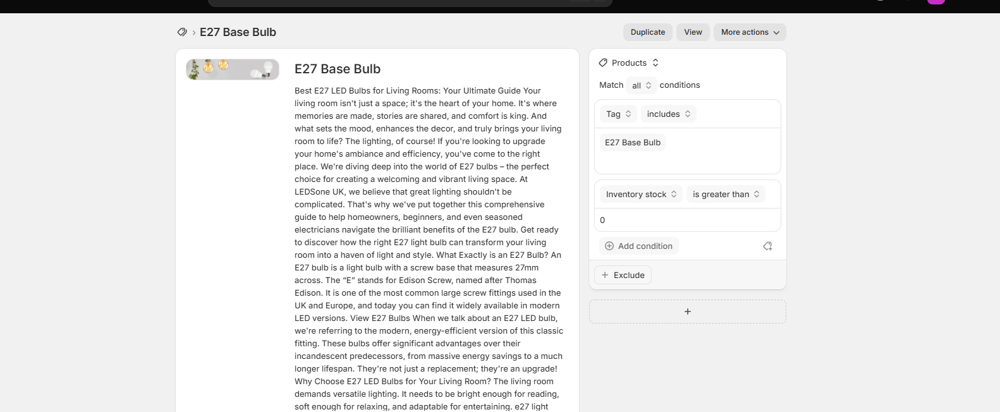 E27 Base Bulb
Duplicate
View
More actions
E27 Base Bulb
Best E27 LED Bulbs for Living Rooms: Your Ultimate Guide Your
living room isn't just a space; it's the heart of your home. It's where
memories are made, stories are shared, and comfort is king. And
what sets the mood, enhances the decor, and truly brings your living
room to life? The lighting, of course! If you're looking to upgrade
your home's ambiance and efficiency, you've come to the right
place. We're diving deep into the world of E27 bulbs – the perfect
choice for creating a welcoming and vibrant living space. At
LEDSone UK, we believe that great lighting shouldn't be
complicated. That's why we've put together this comprehensive
guide to help homeowners, beginners, and even seasoned
electricians navigate the brilliant benefits of the E27 bulb. Get ready
to discover how the right E27 light bulb can transform your living
room into a haven of light and style. What Exactly is an E27 Bulb? An
E27 bulb is a light bulb with a screw base that measures 27mm
across. The “E” stands for Edison Screw, named after Thomas
Edison. It is one of the most common large screw fittings used in the
UK and Europe, and today you can find it widely available in modern
LED versions. View E27 Bulbs When we talk about an E27 LED bulb,
we're referring to the modern, energy-efficient version of this classic
fitting. These bulbs offer significant advantages over their
incandescent predecessors, from massive energy savings to a much
longer lifespan. They're not just a replacement; they're an upgrade!
Why Choose E27 LED Bulbs for Your Living Room? The living room
demands versatile lighting. It needs to be bright enough for reading,
soft enough for relaxing, and adaptable for entertaining. e27 light
Products
Match all conditions
Tag includes
E27 Base Bulb
Inventory stock is greater than
0
Add condition
Exclude